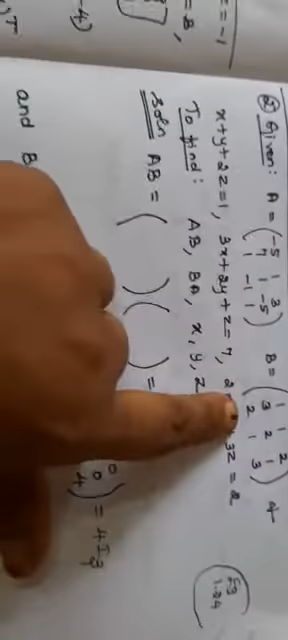 = -1
= 8,
-4)
② Given: A = (-5 1 3
7 1 -5
1 -1 1) B = (1 1 2
3 2 1
2 1 3) &
x+y+2z=1, 3x+2y+z=7, 2 3z = 2
To find: AB, BA, x, y, z
Soln AB = ( )( ) =
and B
0
0
4) = 4I₃
Eg
1.24